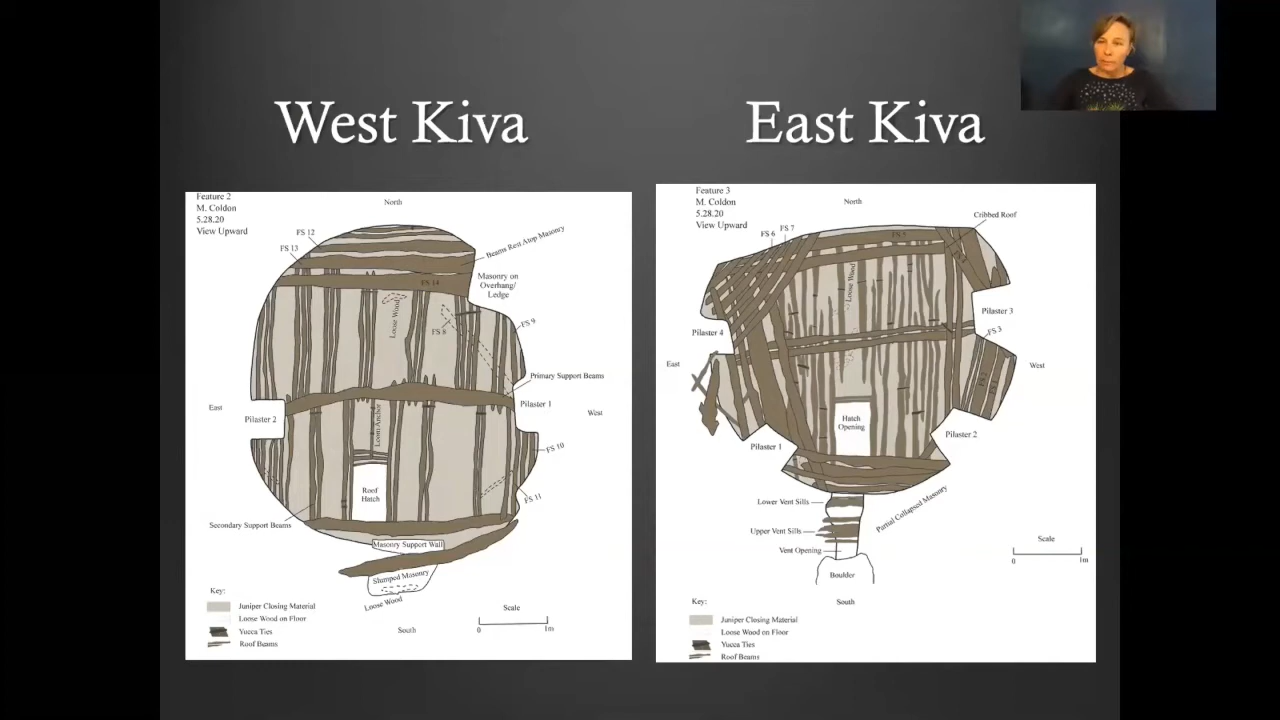 West Kiva
Feature 2
M. Coldon
5.28.20
View Upward
North
FS 12
FS 13
Beams Rest Atop Masonry
FS 14
Masonry on
Overhang/
Ledge
Loose Wood
FS 8
FS 9
Primary Support Beams
East
Pilaster 2
Loom Anchor
Pilaster 1
West
FS 10
Roof
Hatch
FS 11
Secondary Support Beams
Masonry Support Wall
Slumped Masonry
Loose Wood
South
Key:
Juniper Closing Material
Loose Wood on Floor
Yucca Ties
Roof Beams
Scale
0
1m
East Kiva
Feature 3
M. Coldon
5.28.20
View Upward
North
Cribbed Roof
FS 6
FS 7
FS 5
FS 4
Loose Wood
Pilaster 3
Pilaster 4
FS 3
East
West
FS 2
Hatch
Opening
Pilaster 1
Pilaster 2
Lower Vent Sills
Partial Collapsed Masonry
Upper Vent Sills
Vent Opening
Boulder
South
Scale
0
1m
Key:
Juniper Closing Material
Loose Wood on Floor
Yucca Ties
Roof Beams